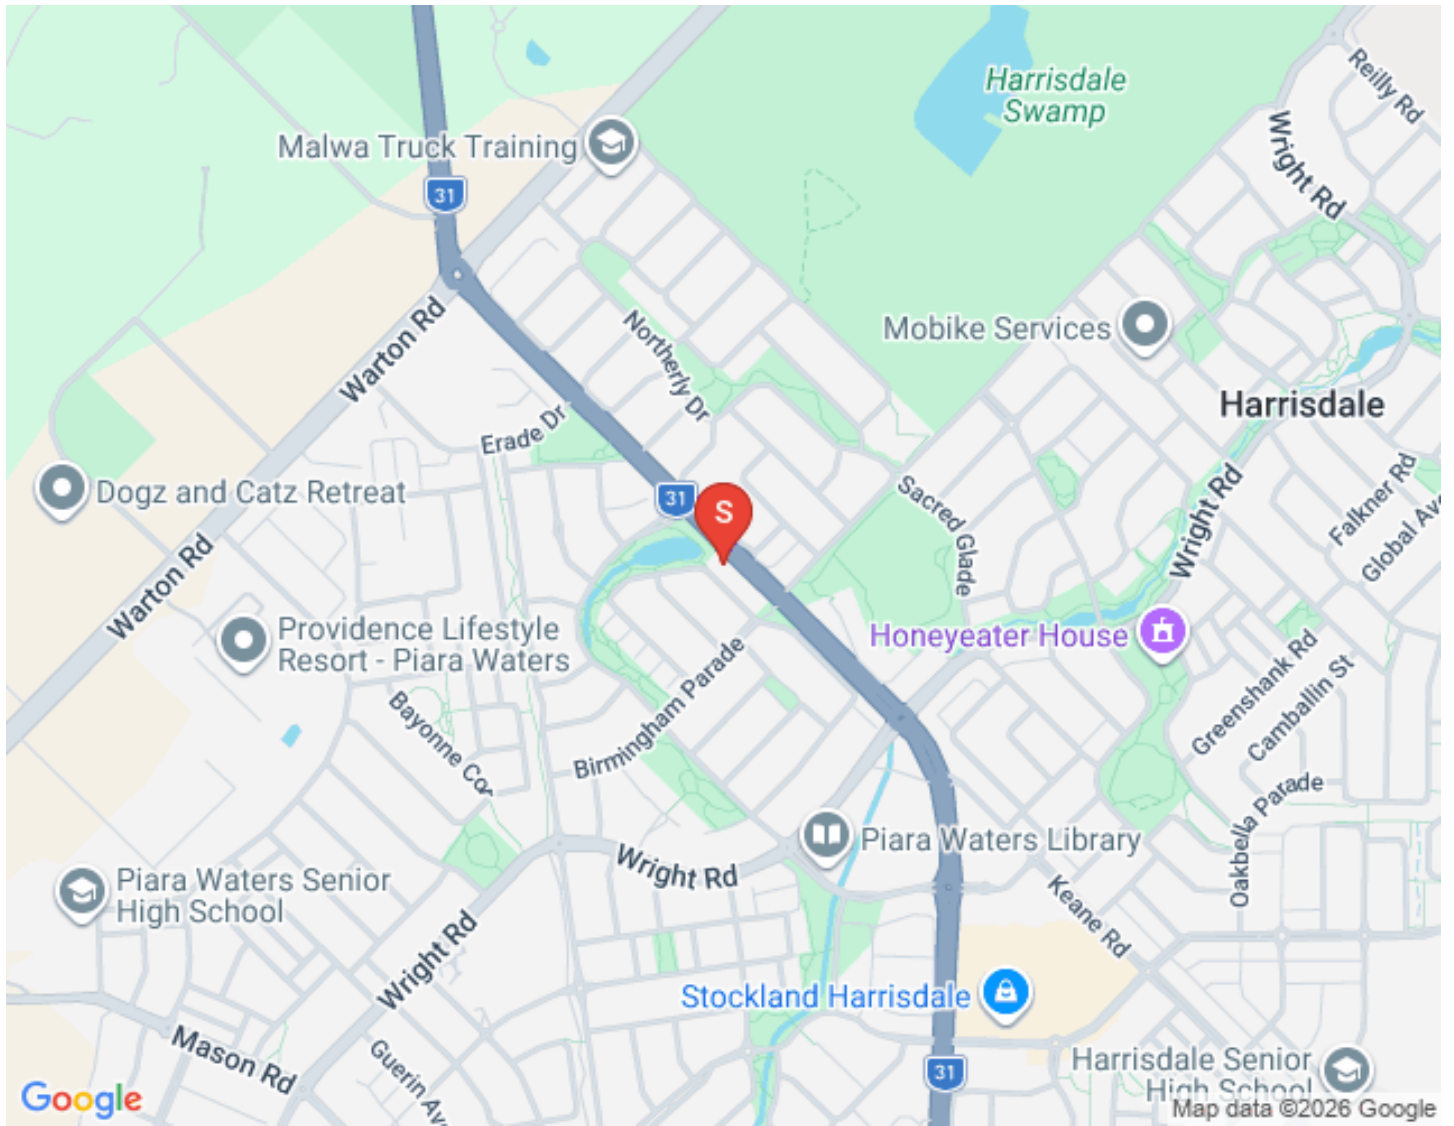 Harrisdale
Swamp
Reilly Rd
Wright Rd
Malwa Truck Training
31
Warton Rd
Northerly Dr
Mobike Services
Harrisdale
Erade Dr
Dogz and Catz Retreat
31
S
Sacred Glade
Falkner Rd
Global Ave
Wright Rd
Warton Rd
Providence Lifestyle
Resort - Piara Waters
Honeyeater House
Greenshank Rd
Camballin St
Birmingham Parade
Bayonne Cor
Oakbella Parade
Piara Waters Library
Wright Rd
Keane Rd
Piara Waters Senior
High School
Wright Rd
Stockland Harrisdale
Mason Rd
Guerin Av
31
Harrisdale Senior
High School
Google
Map data ©2026 Google